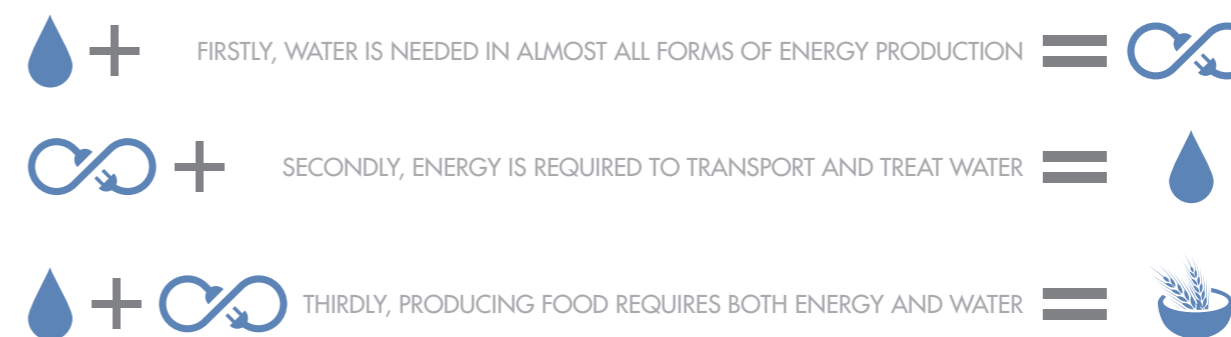 FIRSTLY, WATER IS NEEDED IN ALMOST ALL FORMS OF ENERGY PRODUCTION
SECONDLY, ENERGY IS REQUIRED TO TRANSPORT AND TREAT WATER
THIRDLY, PRODUCING FOOD REQUIRES BOTH ENERGY AND WATER